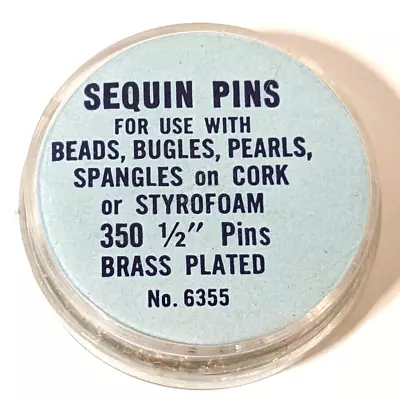 SEQUIN PINS
FOR USE WITH
BEADS, BUGLES, PEARLS,
SPANGLES on CORK
or STYROFOAM
350 ½" Pins
BRASS PLATED
No. 6355